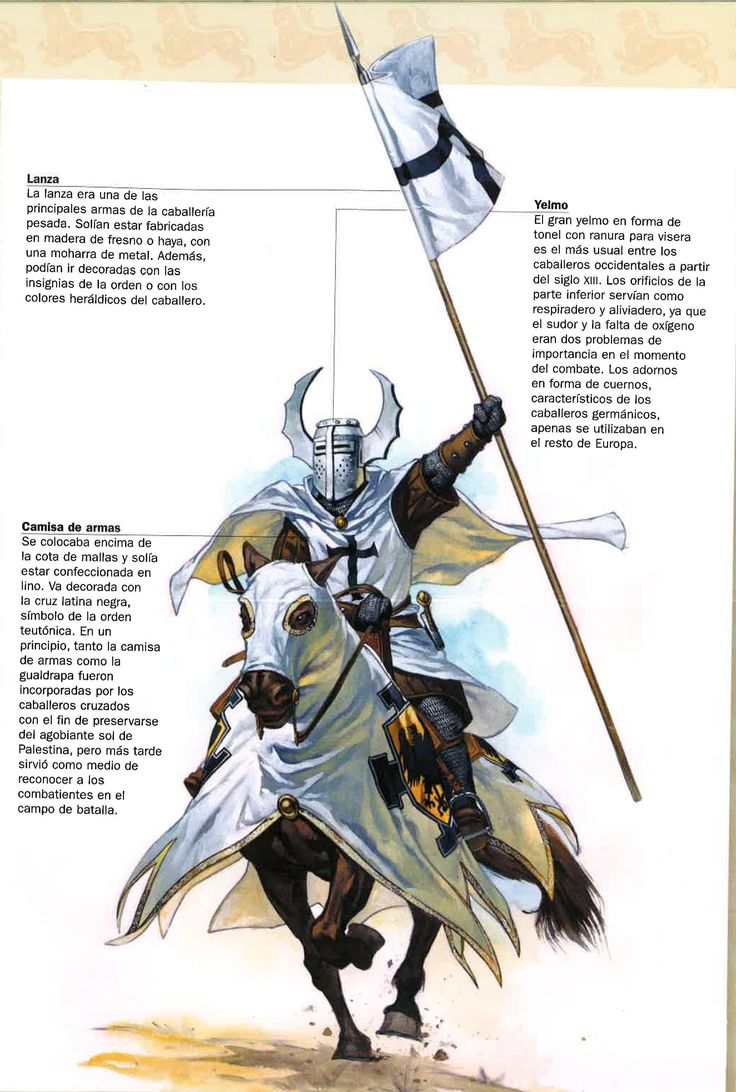 Lanza
La lanza era una de las
principales armas de la caballería
pesada. Solían estar fabricadas
en madera de fresno o haya, con
una moharra de metal. Además,
podían ir decoradas con las
insignias de la orden o con los
colores heráldicos del caballero.
Yelmo
El gran yelmo en forma de
tonel con ranura para visera
es el más usual entre los
caballeros occidentales a partir
del siglo XIII. Los orificios de la
parte inferior servían como
respiradero y aliviadero, ya que
el sudor y la falta de oxígeno
eran dos problemas de
importancia en el momento
del combate. Los adornos
en forma de cuernos,
característicos de los
caballeros germánicos,
apenas se utilizaban en
el resto de Europa.
Camisa de armas
Se colocaba encima de
la cota de mallas y solía
estar confeccionada en
lino. Va decorada con
la cruz latina negra,
símbolo de la orden
teutónica. En un
principio, tanto la camisa
de armas como la
gualdrapa fueron
incorporadas por los
caballeros cruzados
con el fin de preservarse
del agobiante sol de
Palestina, pero más tarde
sirvió como medio de
reconocer a los
combatientes en el
campo de batalla.